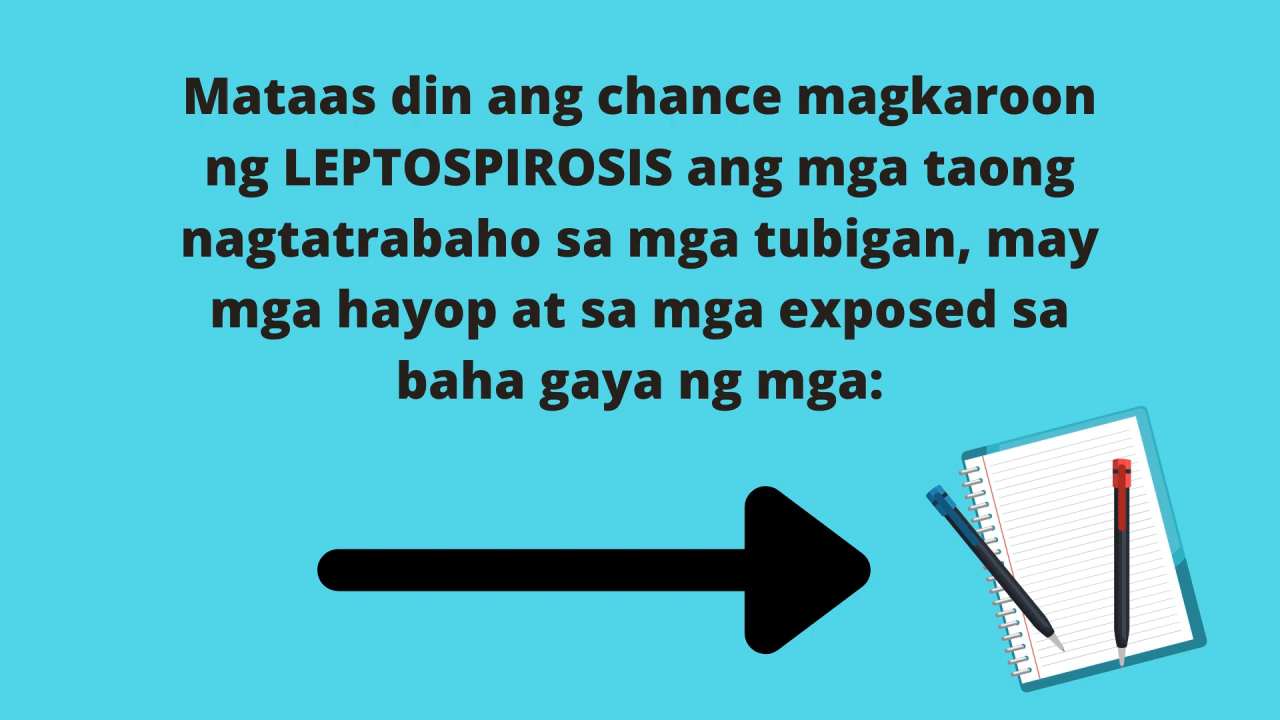 Mataas din ang chance magkaroon
ng LEPTOSPIROSIS ang mga taong
nagtatrabaho sa mga tubigan, may
mga hayop at sa mga exposed sa
baha gaya ng mga: